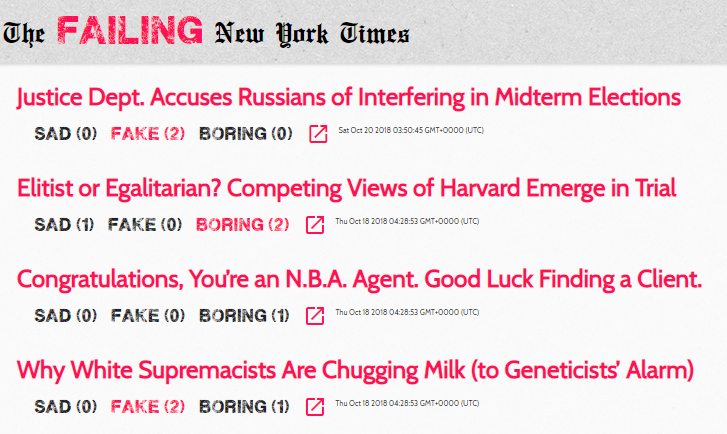 The FAILING New York Times
Justice Dept. Accuses Russians of Interfering in Midterm Elections
SAD (0) FAKE (2) BORING (0) Sat Oct 20 2018 03:50:45 GMT+0000 (UTC)
Elitist or Egalitarian? Competing Views of Harvard Emerge in Trial
SAD (1) FAKE (0) BORING (2) Thu Oct 18 2018 04:28:53 GMT+0000 (UTC)
Congratulations, You're an N.B.A. Agent. Good Luck Finding a Client.
SAD (0) FAKE (0) BORING (1) Thu Oct 18 2018 04:28:53 GMT+0000 (UTC)
Why White Supremacists Are Chugging Milk (to Geneticists' Alarm)
SAD (0) FAKE (2) BORING (1) Thu Oct 18 2018 04:28:53 GMT+0000 (UTC)